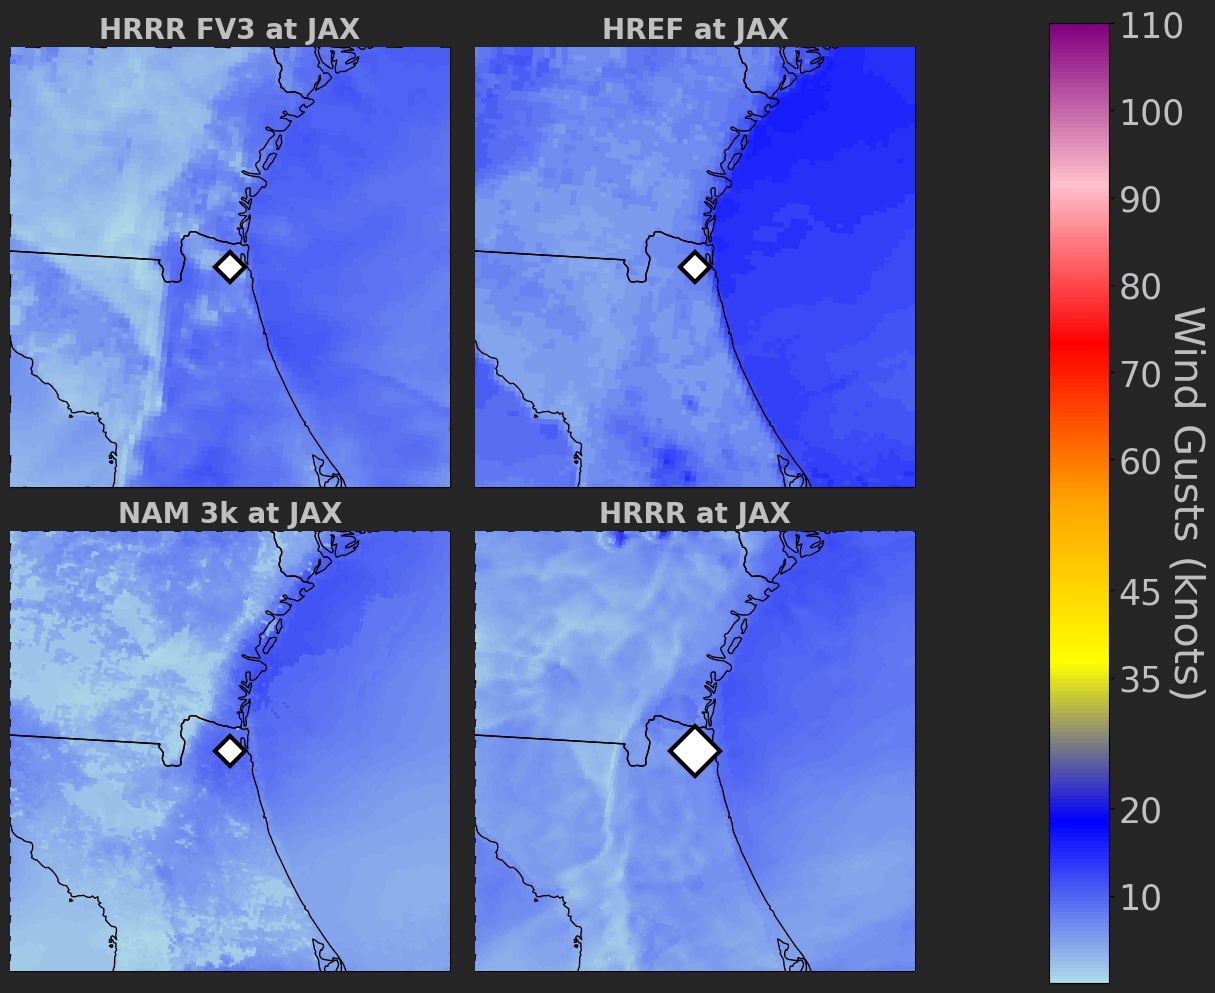 HRRR FV3 at JAX
HREF at JAX
NAM 3k at JAX
HRRR at JAX
110
100
90
80
70
60
45
35
20
10
Wind Gusts (knots)